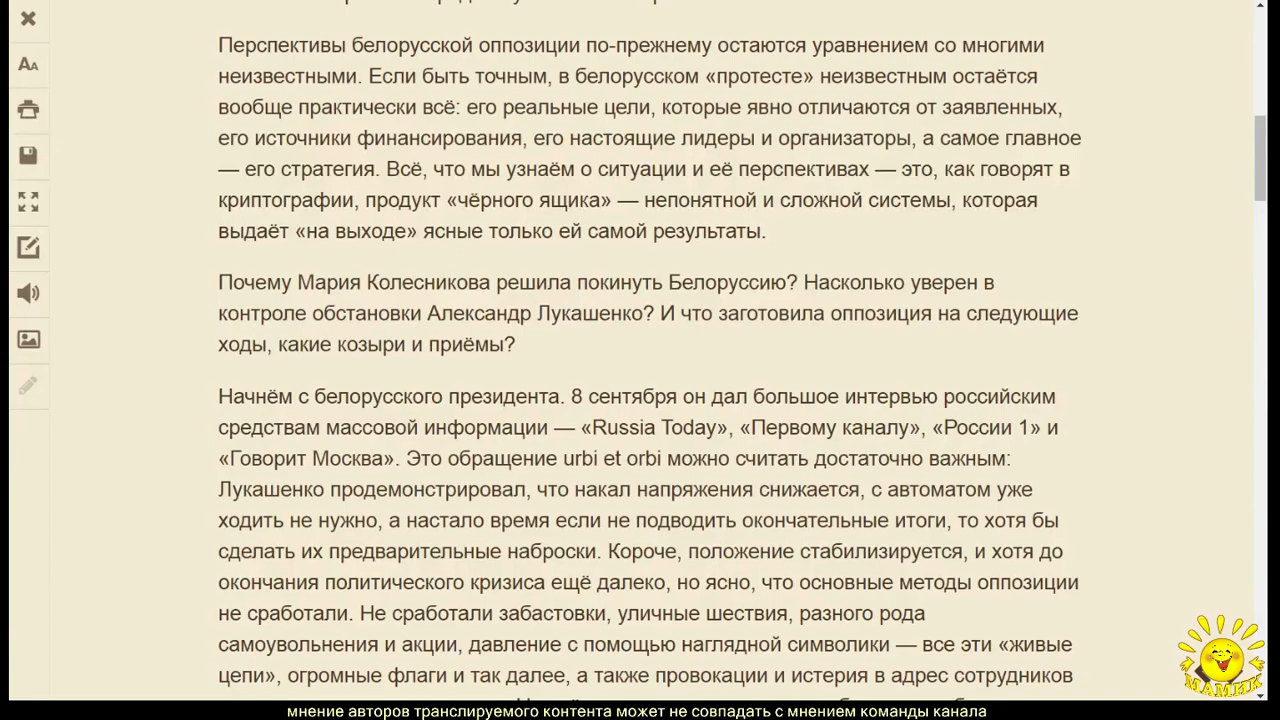 Перспективы белорусской оппозиции по-прежнему остаются уравнением со многими
неизвестными. Если быть точным, в белорусском «протесте» неизвестным остаётся
вообще практически всё: его реальные цели, которые явно отличаются от заявленных,
его источники финансирования, его настоящие лидеры и организаторы, а самое главное
— его стратегия. Всё, что мы узнаём о ситуации и её перспективах — это, как говорят в
криптографии, продукт «чёрного ящика» — непонятной и сложной системы, которая
выдаёт «на выходе» ясные только ей самой результаты.
Почему Мария Колесникова решила покинуть Белоруссию? Насколько уверен в
контроле обстановки Александр Лукашенко? И что заготовила оппозиция на следующие
ходы, какие козыри и приёмы?
Начнём с белорусского президента. 8 сентября он дал большое интервью российским
средствам массовой информации — «Russia Today», «Первому каналу», «России 1» и
«Говорит Москва». Это обращение urbi et orbi можно считать достаточно важным:
Лукашенко продемонстрировал, что накал напряжения снижается, с автоматом уже
ходить не нужно, а настало время если не подводить окончательные итоги, то хотя бы
сделать их предварительные наброски. Короче, положение стабилизируется, и хотя до
окончания политического кризиса ещё далеко, но ясно, что основные методы оппозиции
не сработали. Не сработали забастовки, уличные шествия, разного рода
самоувольнения и акции, давление с помощью наглядной символики — все эти «живые
цепи», огромные флаги и так далее, а также провокации и истерия в адрес сотрудников
МАМИК
мнение авторов транслируемого контента может не совпадать с мнением команды канала